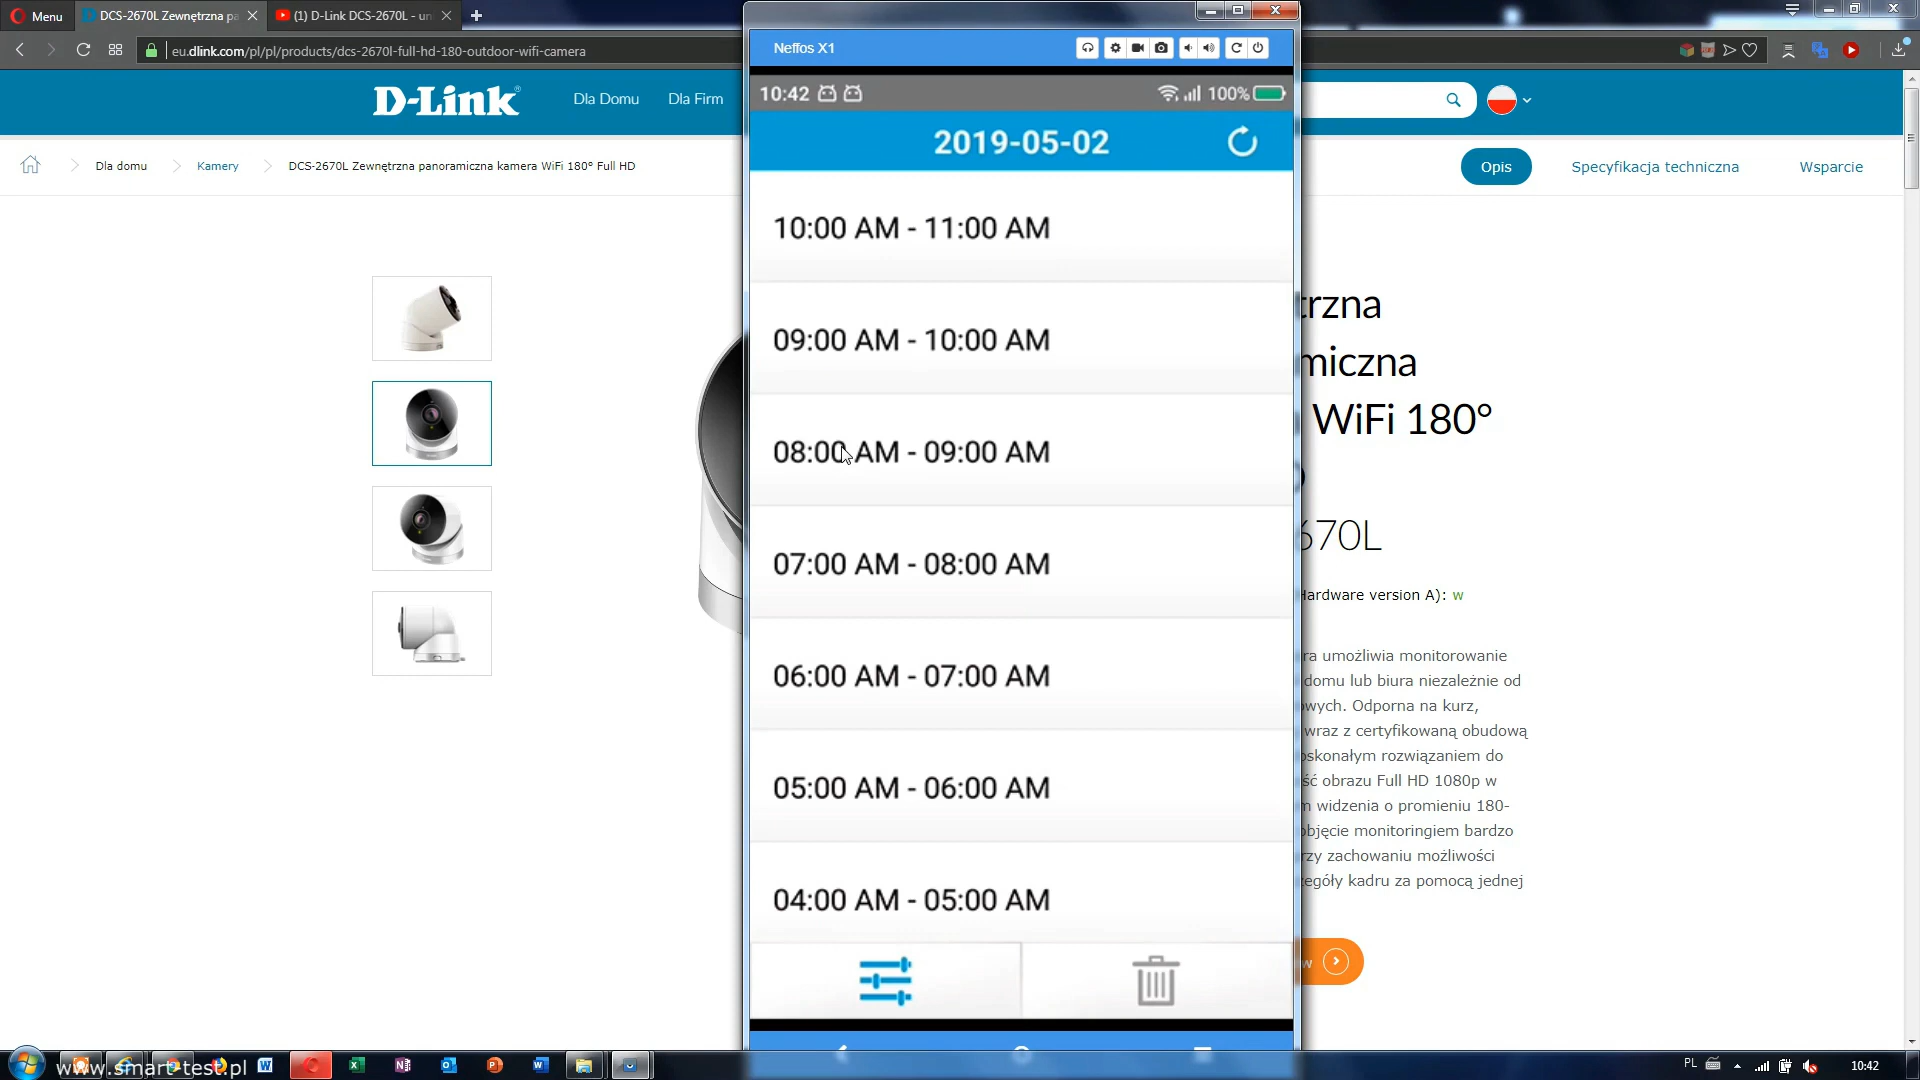 Menu
DCS-2670L Zewnętrzna pa
(1) D-Link DCS-2670L - un
eu.dlink.com/pl/pl/products/dcs-2670l-full-hd-180-outdoor-wifi-camera
Neffos X1
10:42
100%
D-Link
Dla Domu
Dla Firm
2019-05-02
Dla domu
Kamery
DCS-2670L Zewnętrzna panoramiczna kamera WiFi 180° Full HD
Opis
Specyfikacja techniczna
Wsparcie
10:00 AM - 11:00 AM
09:00 AM - 10:00 AM
08:00 AM - 09:00 AM
07:00 AM - 08:00 AM
06:00 AM - 07:00 AM
05:00 AM - 06:00 AM
04:00 AM - 05:00 AM
trzna
miczna
WiFi 180°
670L
Hardware version A): w
ra umożliwia monitorowanie
domu lub biura niezależnie od
owych. Odporna na kurz,
wraz z certyfikowaną obudową
oskonałym rozwiązaniem do
ść obrazu Full HD 1080p w
m widzenia o promieniu 180-
objęcie monitoringiem bardzo
rzy zachowaniu możliwości
zegóły kadru za pomocą jednej
w
www.smart-test.pl
PL
10:42